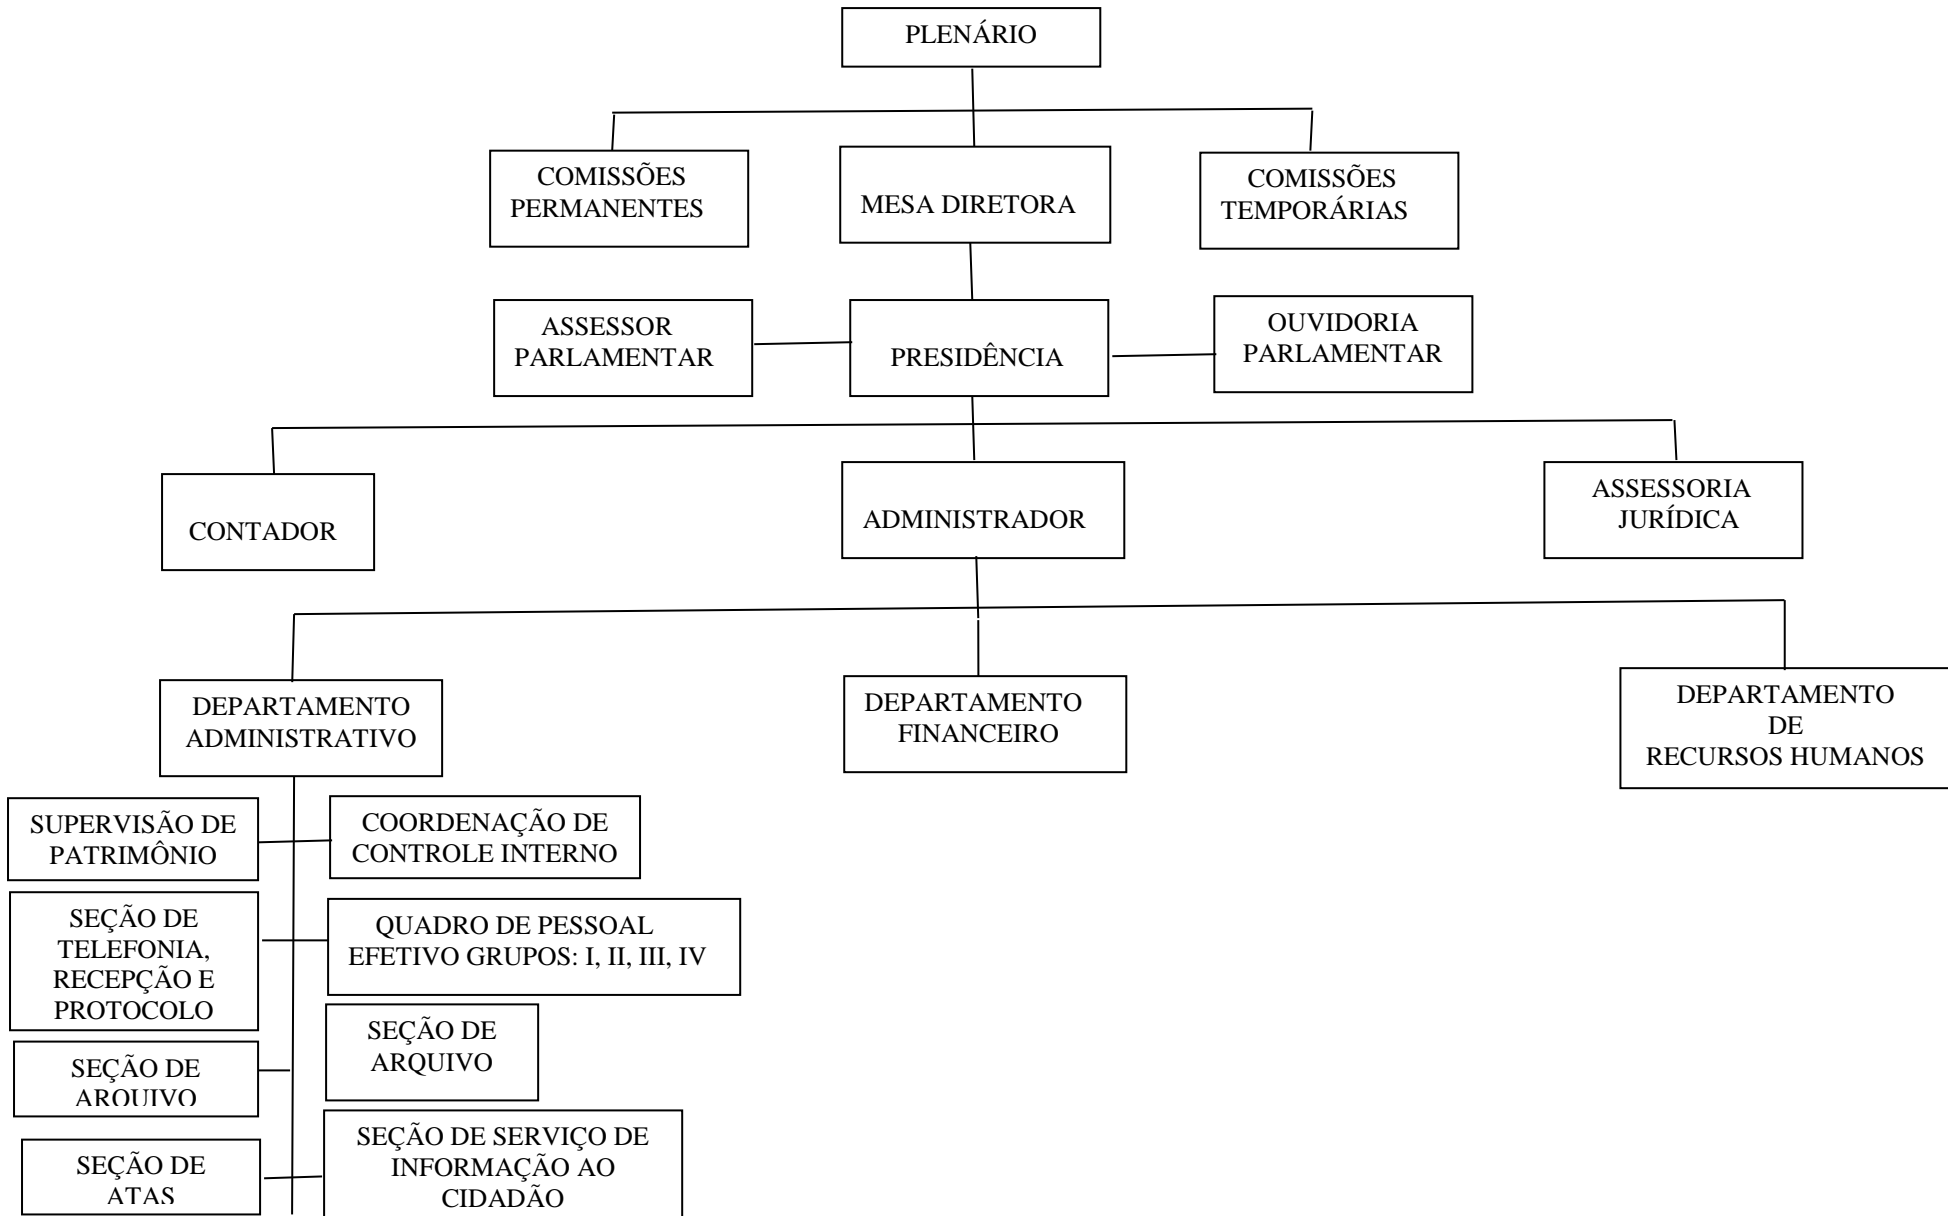 PLENÁRIO
COMISSÕES
PERMANENTES
MESA DIRETORA
COMISSÕES
TEMPORÁRIAS
ASSESSOR
PARLAMENTAR
PRESIDÊNCIA
OUVIDORIA
PARLAMENTAR
CONTADOR
ADMINISTRADOR
ASSESSORIA
JURÍDICA
DEPARTAMENTO
ADMINISTRATIVO
DEPARTAMENTO
FINANCEIRO
DEPARTAMENTO
DE
RECURSOS HUMANOS
SUPERVISÃO DE
PATRIMÔNIO
COORDENAÇÃO DE
CONTROLE INTERNO
SEÇÃO DE
TELEFONIA,
RECEPÇÃO E
PROTOCOLO
QUADRO DE PESSOAL
EFETIVO GRUPOS: I, II, III, IV
SEÇÃO DE
ARQUIVO
SEÇÃO DE
ARQUIVO
SEÇÃO DE
ATAS
SEÇÃO DE SERVIÇO DE
INFORMAÇÃO AO
CIDADÃO